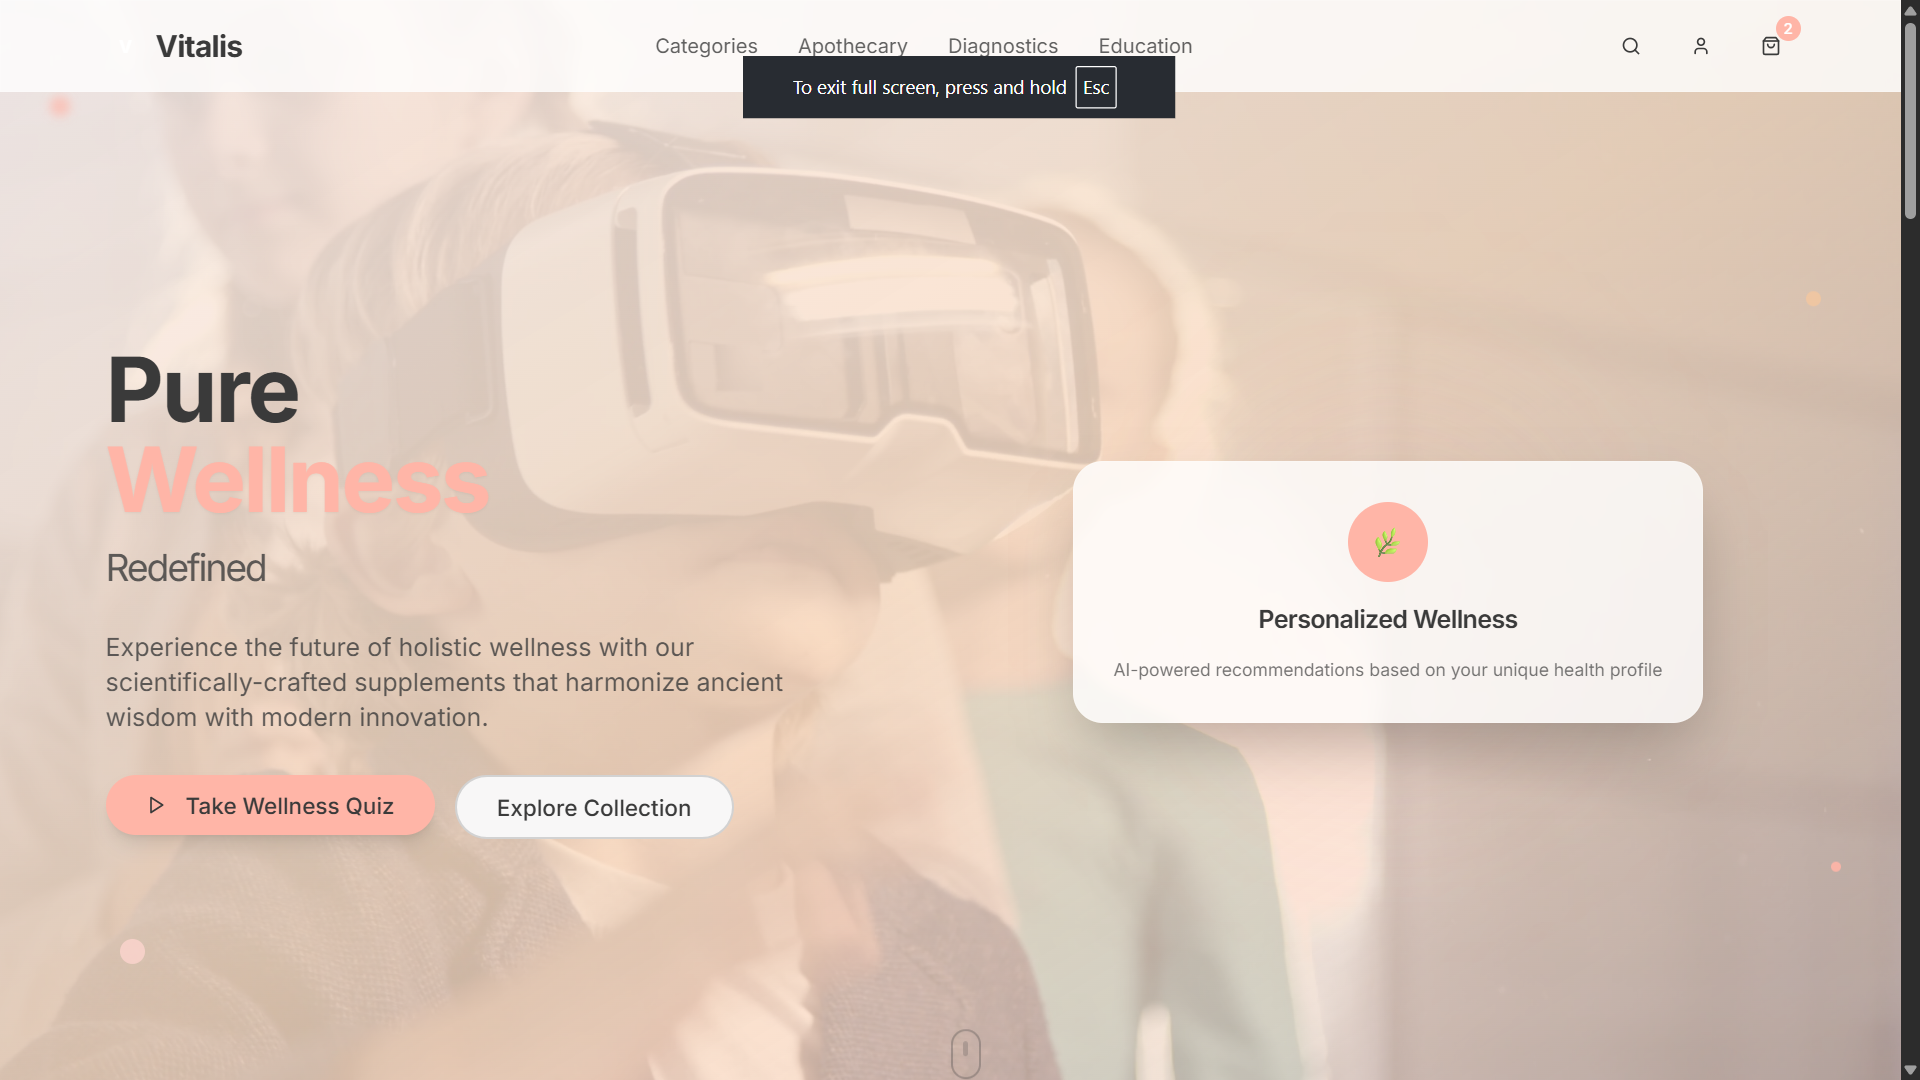 V
Vitalis
Categories
Apothecary
Diagnostics
Education
2
To exit full screen, press and hold Esc
Pure
Wellness
Redefined
Experience the future of holistic wellness with our
scientifically-crafted supplements that harmonize ancient
wisdom with modern innovation.
Take Wellness Quiz
Explore Collection
Personalized Wellness
AI-powered recommendations based on your unique health profile